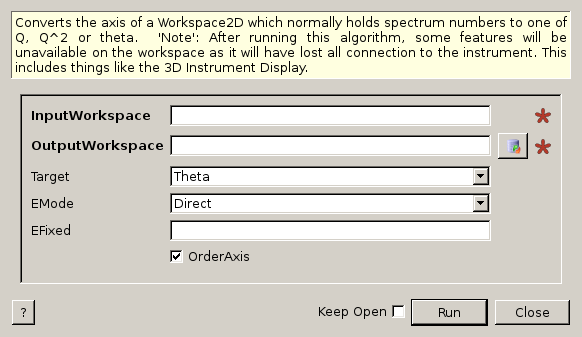 Converts the axis of a Workspace2D which normally holds spectrum numbers to one of
Q, Q^2 or theta. 'Note': After running this algorithm, some features will be
unavailable on the workspace as it will have lost all connection to the instrument. This
includes things like the 3D Instrument Display.
InputWorkspace
OutputWorkspace
Target Theta
EMode Direct
EFixed
OrderAxis
? Keep Open Run Close